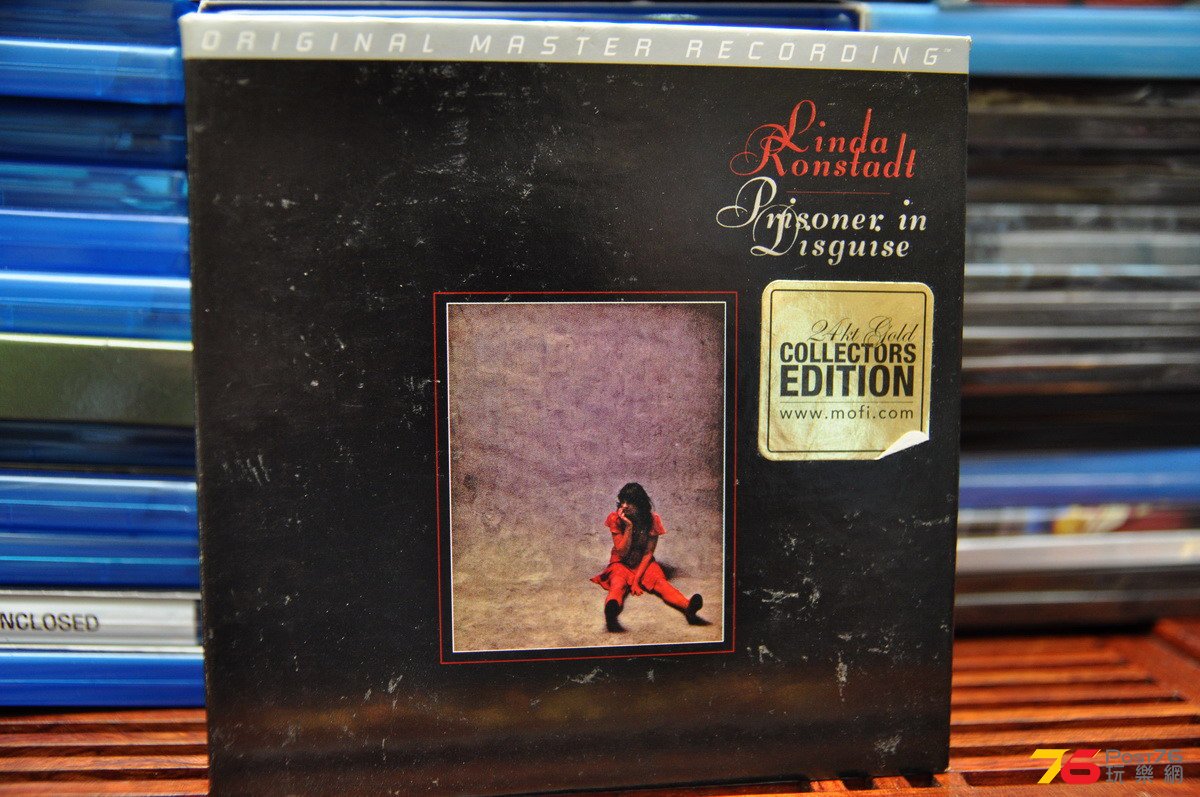 ORIGINAL MASTER RECORDING™
Linda
Ronstadt
Prisoner in
Disguise
24kt Gold
COLLECTORS
EDITION
www.mofi.com
NCLOSED
76 Post76
玩樂網